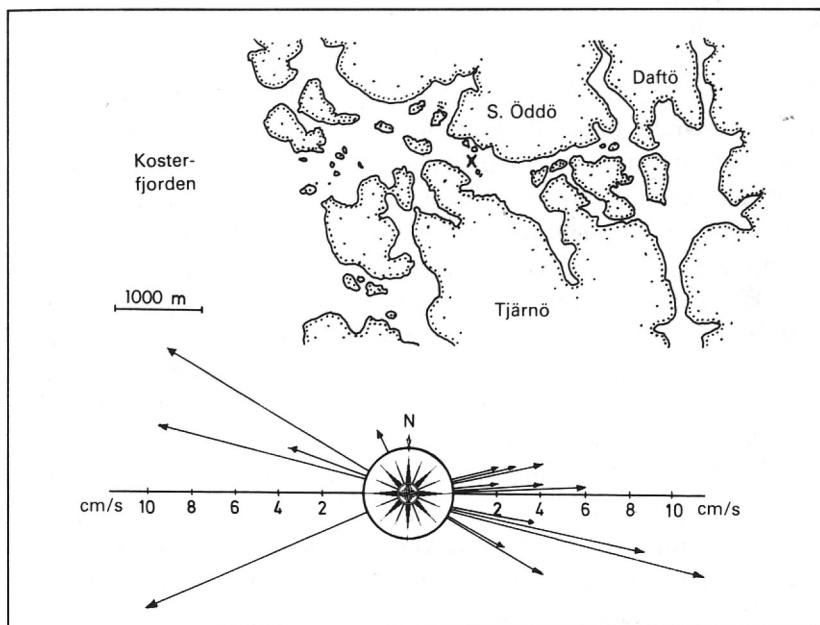 Daftö
S. Öddö
X
Koster-
fjorden
1000 m
Tjärnö
N
cm/s 10 8 6 4 2 2 4 6 8 10 cm/s